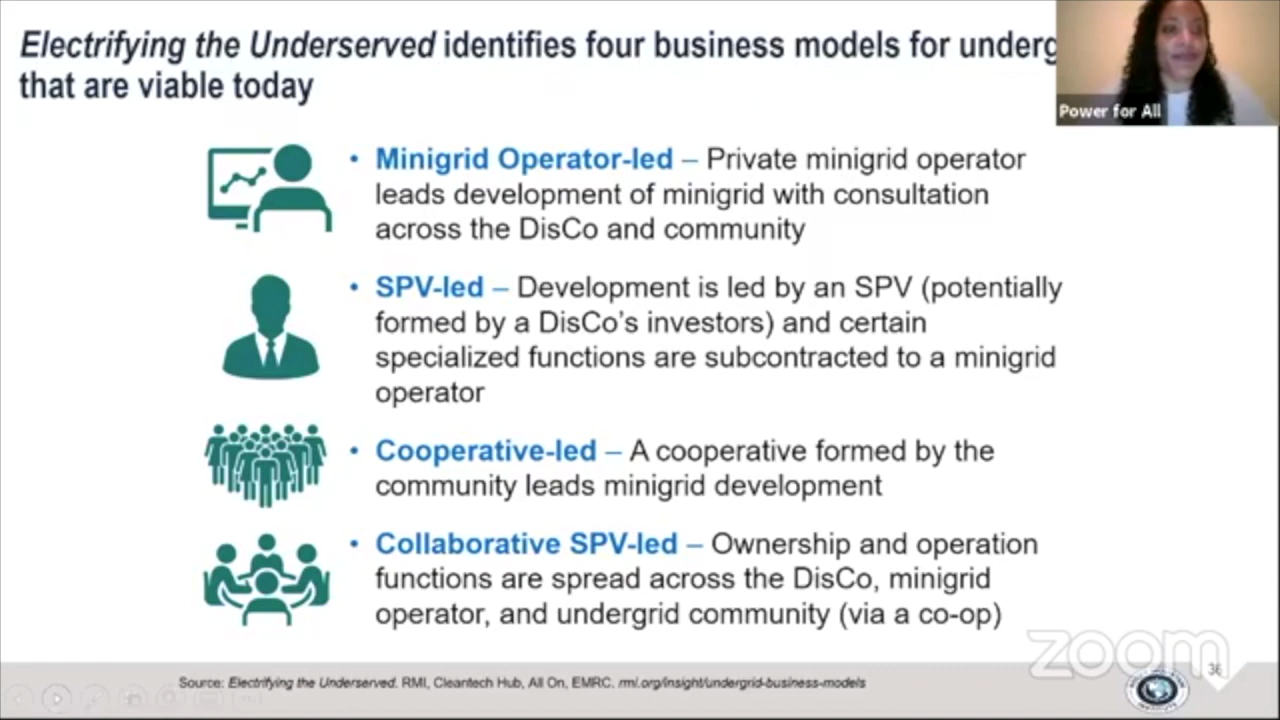 Electrifying the Underserved identifies four business models for underg
that are viable today
Power for All
• Minigrid Operator-led – Private minigrid operator
leads development of minigrid with consultation
across the DisCo and community
• SPV-led – Development is led by an SPV (potentially
formed by a DisCo's investors) and certain
specialized functions are subcontracted to a minigrid
operator
• Cooperative-led – A cooperative formed by the
community leads minigrid development
• Collaborative SPV-led – Ownership and operation
functions are spread across the DisCo, minigrid
operator, and undergrid community (via a co-op)
zoom
36
Source: Electrifying the Underserved. RMI, Cleantech Hub, All On, EMRC. rmi.org/insight/undergrid-business-models